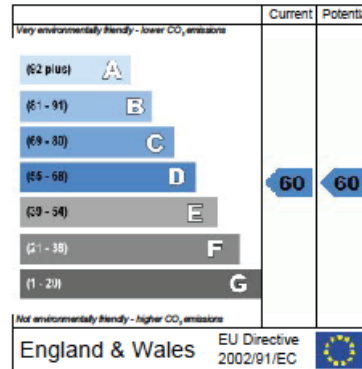 Current Potentia
Very environmentally friendly - lower CO₂ emissions
(92 plus) A
(81 - 91) B
(69 - 80) C
(55 - 68) D 60 60
(39 - 54) E
(21 - 38) F
(1 - 20) G
Not environmentally friendly - higher CO₂ emissions
England & Wales EU Directive
2002/91/EC